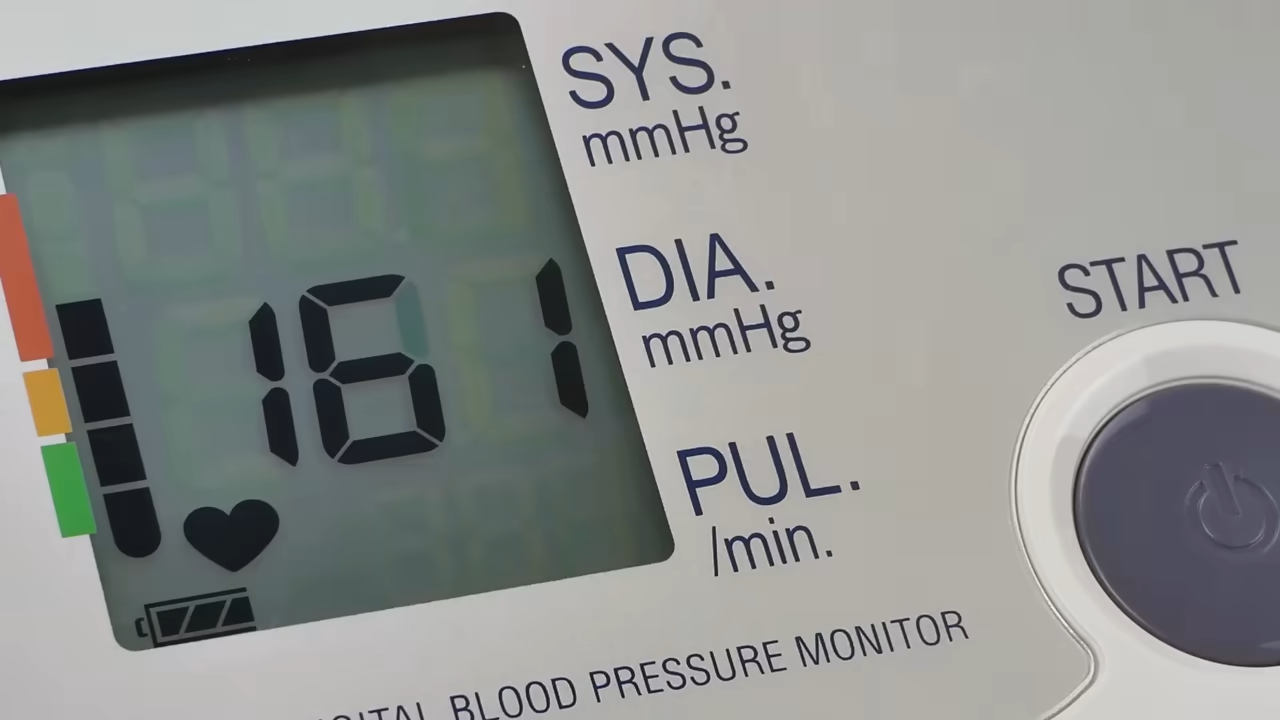 SYS.
mmHg
161
DIA.
mmHg
START
PUL.
/min.
BLOOD PRESSURE MONITOR